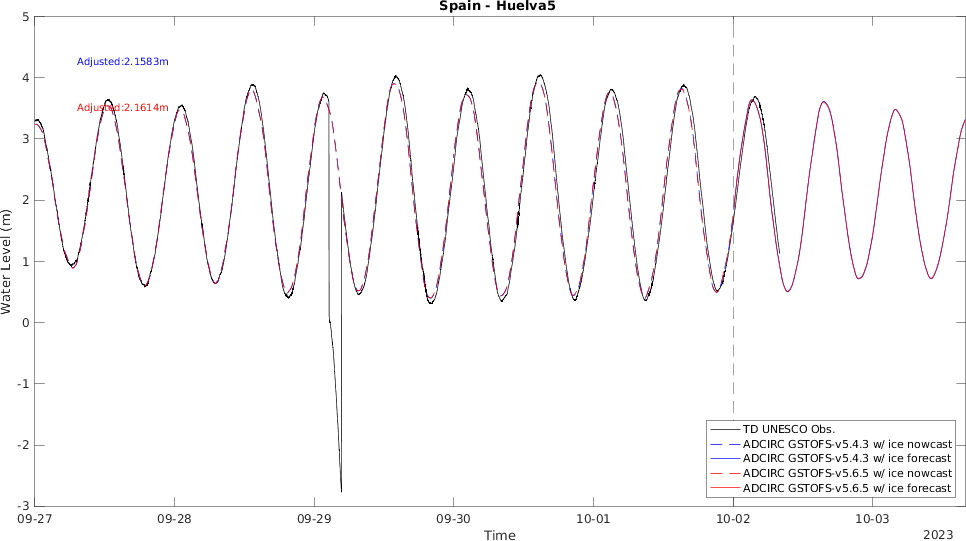 Spain - Huelva5
5
4
3
2
1
0
-1
-2
-3
Water Level (m)
Adjusted:2.1583m
Adjusted:2.1614m
TD UNESCO Obs.
ADCIRC GSTOFS-v5.4.3 w/ ice nowcast
ADCIRC GSTOFS-v5.4.3 w/ ice forecast
ADCIRC GSTOFS-v5.6.5 w/ ice nowcast
ADCIRC GSTOFS-v5.6.5 w/ ice forecast
09-27 09-28 09-29 09-30 10-01 10-02 10-03
Time
2023